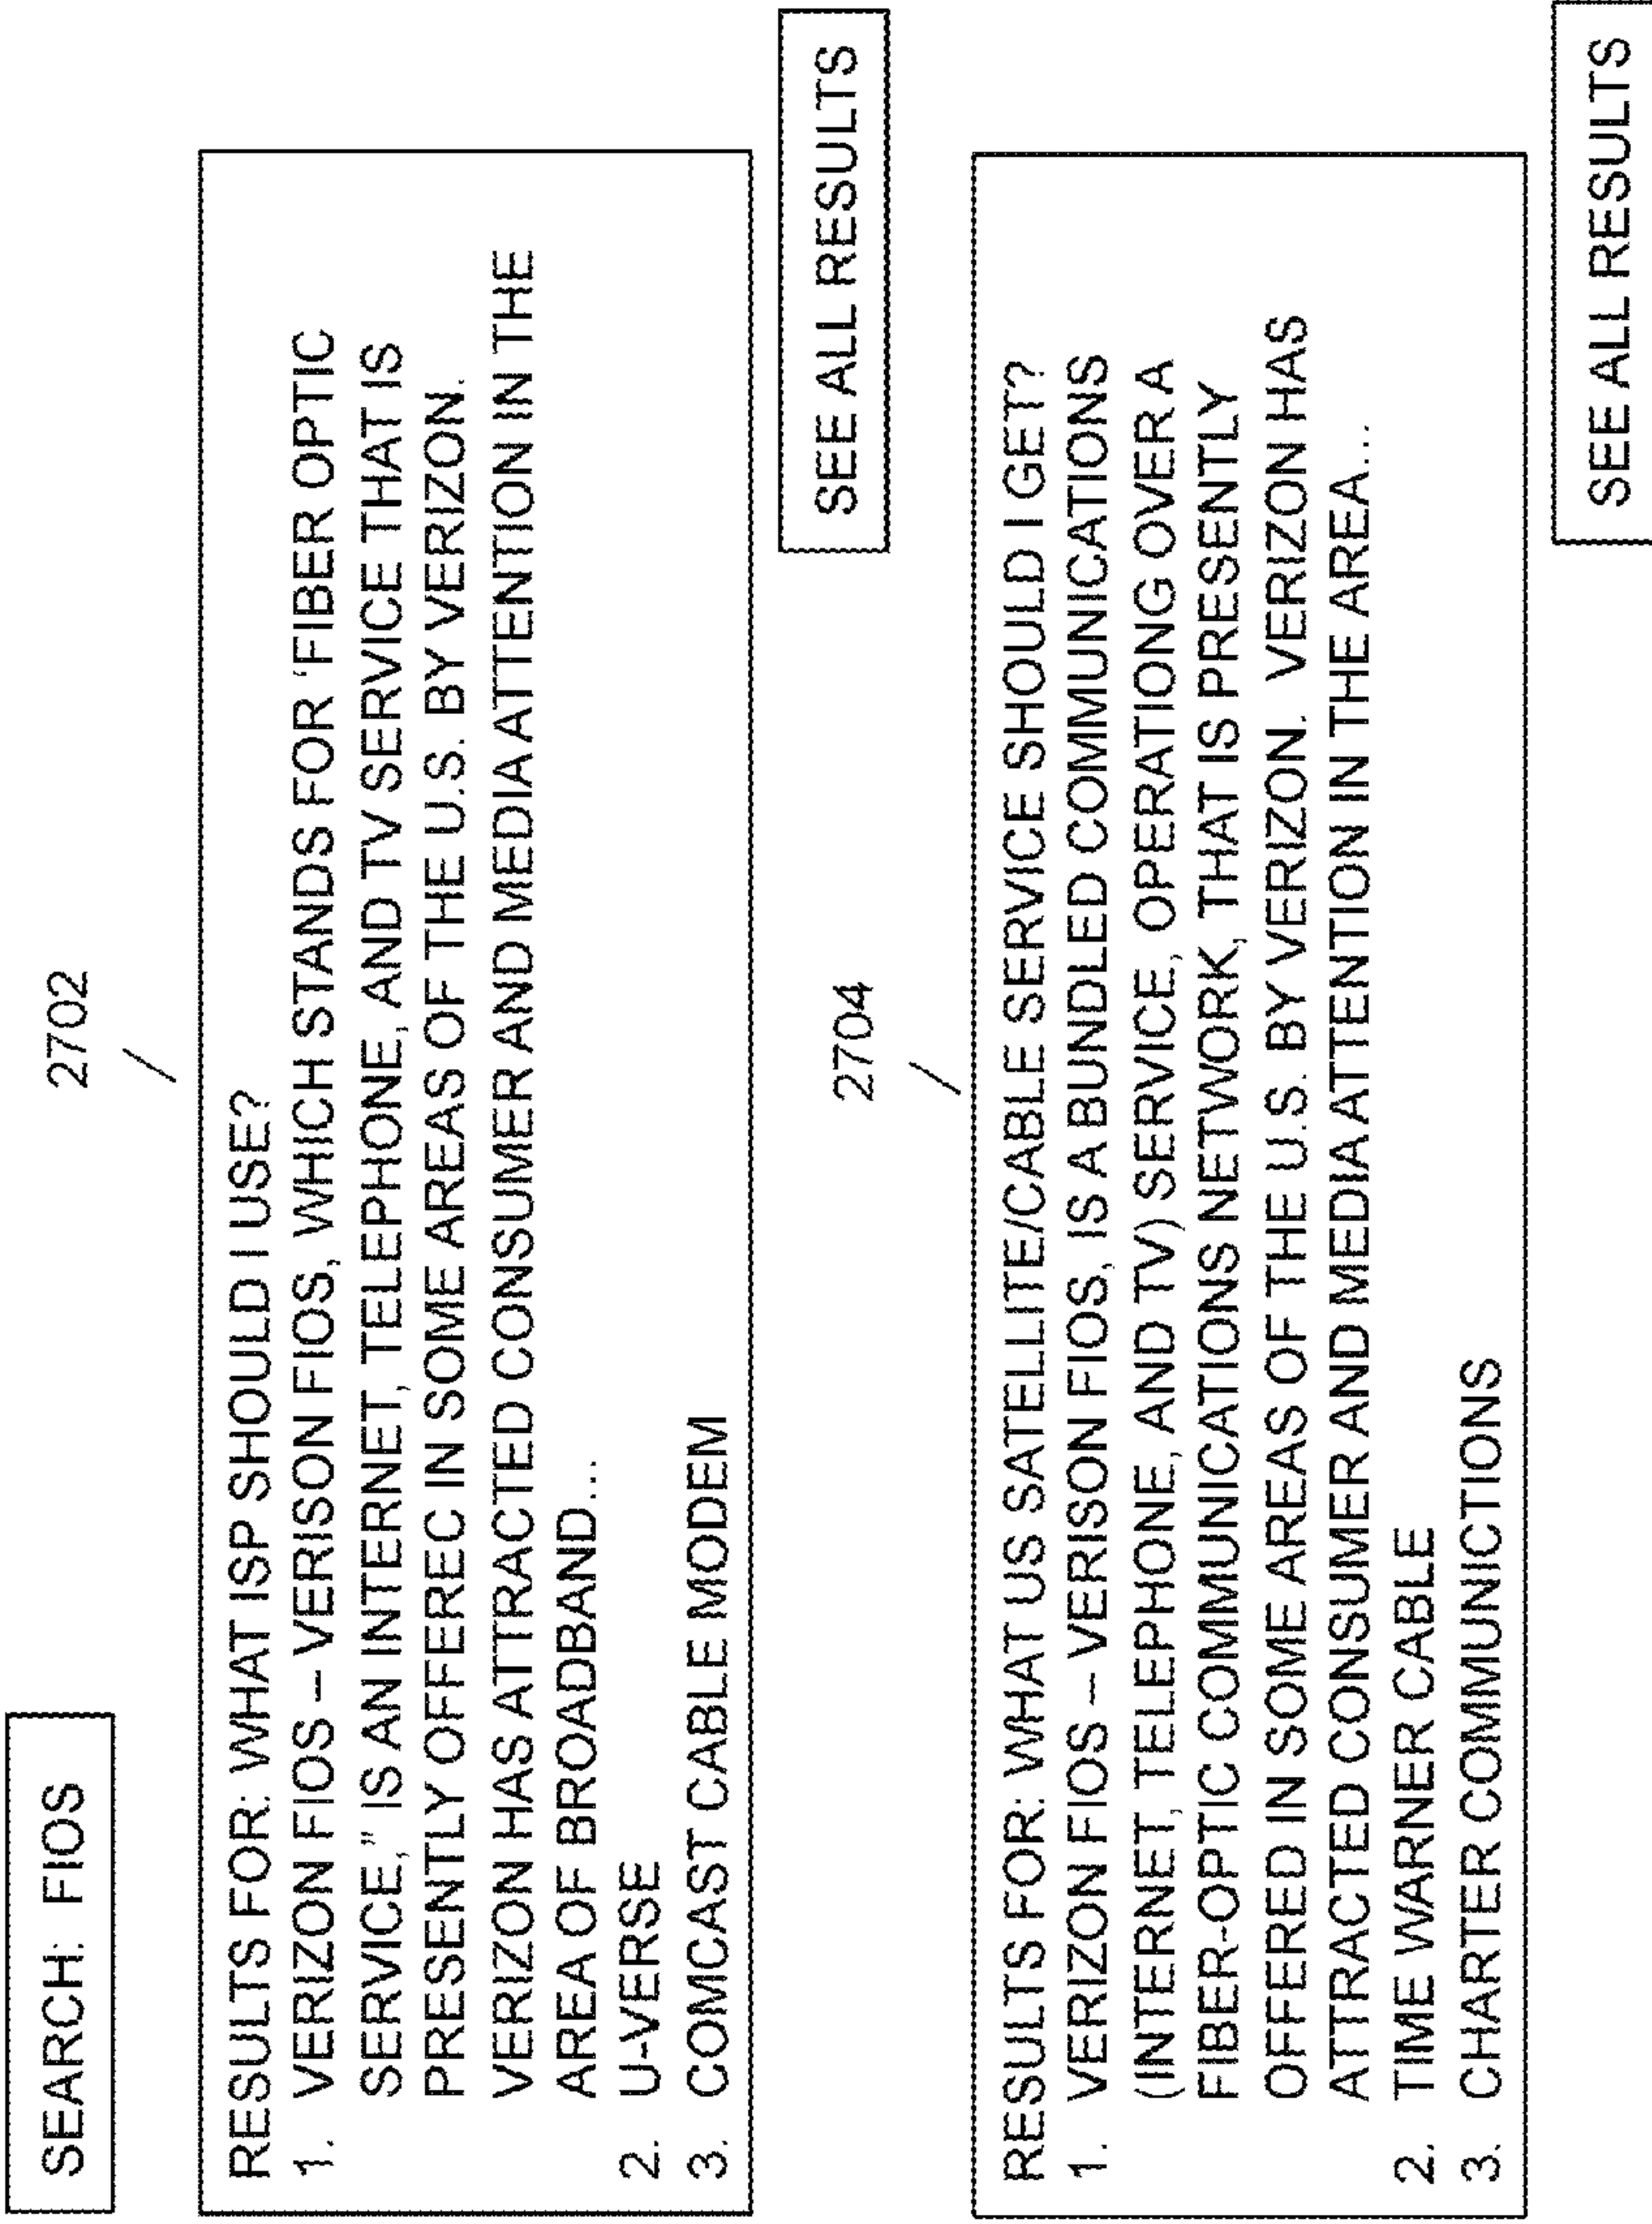 SEARCH: FIOS
2702
RESULTS FOR: WHAT ISP SHOULD I USE?
1. VERIZON FIOS – VERISON FIOS, WHICH STANDS FOR 'FIBER OPTIC
SERVICE," IS AN INTERNET, TELEPHONE, AND TV SERVICE THAT IS
PRESENTLY OFFEREC IN SOME AREAS OF THE U.S. BY VERIZON.
VERIZON HAS ATTRACTED CONSUMER AND MEDIA ATTENTION IN THE
AREA OF BROADBAND...
2. U-VERSE
3. COMCAST CABLE MODEM
SEE ALL RESULTS
2704
RESULTS FOR: WHAT US SATELLITE/CABLE SERVICE SHOULD I GET?
1. VERIZON FIOS – VERISON FIOS, IS A BUNDLED COMMUNICATIONS
(INTERNET, TELEPHONE, AND TV) SERVICE, OPERATIONG OVER A
FIBER-OPTIC COMMUNICATIONS NETWORK, THAT IS PRESENTLY
OFFERED IN SOME AREAS OF THE U.S. BY VERIZON. VERIZON HAS
ATTRACTED CONSUMER AND MEDIA ATTENTION IN THE AREA...
2. TIME WARNER CABLE
3. CHARTER COMMUNICTIONS
SEE ALL RESULTS